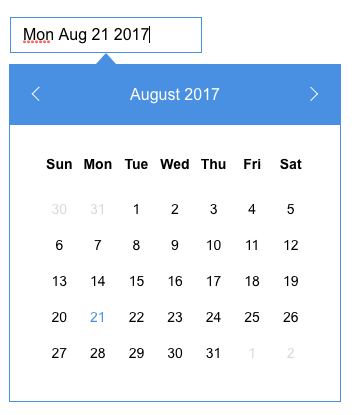 Mon Aug 21 2017
August 2017
Sun Mon Tue Wed Thu Fri Sat
30 31 1 2 3 4 5
6 7 8 9 10 11 12
13 14 15 16 17 18 19
20 21 22 23 24 25 26
27 28 29 30 31 1 2